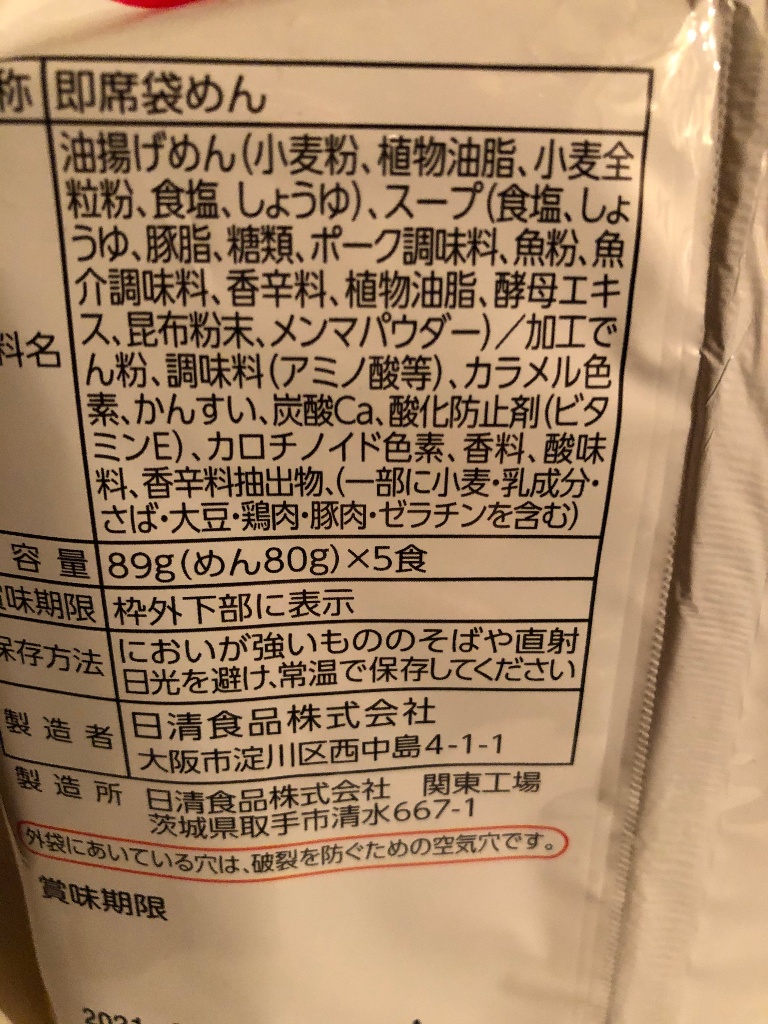 称 即席袋めん
油揚げめん(小麦粉、植物油脂、小麦全
粒粉、食塩、しょうゆ)、スープ(食塩、しょ
うゆ、豚脂、糖類、ポーク調味料、魚粉、魚
介調味料、香辛料、植物油脂、酵母エキ
ス、昆布粉末、メンマパウダー)/加工で
料名 ん粉、調味料(アミノ酸等)、カラメル色
素、かんすい、炭酸Ca、酸化防止剤(ビタ
ミンE)、カロチノイド色素、香料、酸味
料、香辛料抽出物、(一部に小麦・乳成分・
さば・大豆・鶏肉・豚肉・ゼラチンを含む)
容量 89g(めん80g)×5食
味期限 枠外下部に表示
保存方法 においが強いもののそばや直射
日光を避け、常温で保存してください
製造者 日清食品株式会社
大阪市淀川区西中島4-1-1
製造所 日清食品株式会社 関東工場
茨城県取手市清水667-1
外袋にあいている穴は、破裂を防ぐための空気穴です。
賞味期限
2021